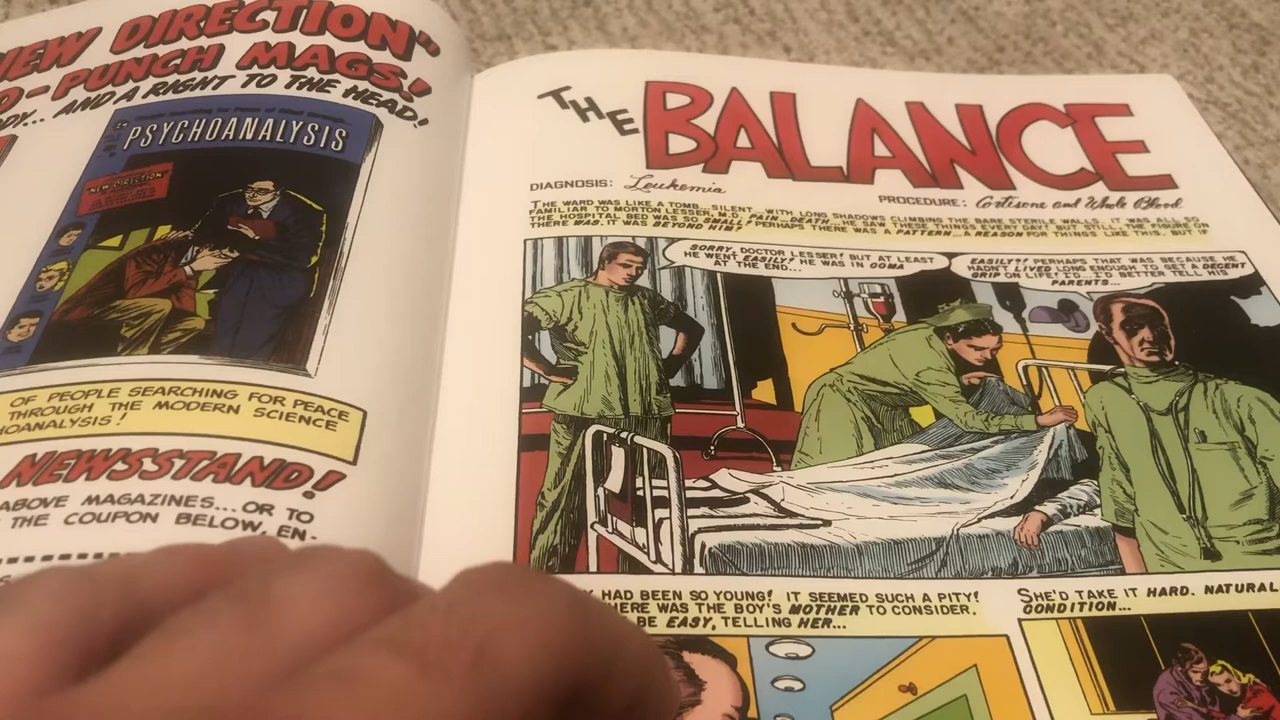 NEW DIRECTION"
-PUNCH MAGS!
... AND A RIGHT TO THE HEAD!
PSYCHOANALYSIS
"NEW DIRECTION"
OF PEOPLE SEARCHING FOR PEACE
THROUGH THE MODERN SCIENCE
NEWSSTAND!
ABOVE MAGAZINES... OR TO
THE COUPON BELOW, EN-
THE BALANCE
DIAGNOSIS: Leukemia
PROCEDURE: Cortisone and Whole Blood
THE WARD WAS LIKE A TOMB...SILENT...WITH LONG SHADOWS CLIMBING THE BARE STERILE WALLS. IT WAS ALL SO
FAMILIAR TO MORTON LESSER, M.D. PAIN...DEATH...HE SAW THESE THINGS EVERY DAY! BUT STILL, THE FIGURE ON
THE HOSPITAL BED WAS SO SMALL! PERHAPS THERE WAS A PATTERN...A REASON FOR THINGS LIKE THIS. BUT IF
THERE WAS, IT WAS BEYOND HIM!
SORRY, DOCTOR LESSER! BUT AT LEAST
HE WENT EASILY! HE WAS IN COMA
AT THE END...
EASILY?! PERHAPS THAT WAS BECAUSE HE
HADN'T LIVED LONG ENOUGH TO GET A DECENT
GRIP ON LIFE! I'D...I'D BETTER TELL HIS
PARENTS...
HAD BEEN SO YOUNG! IT SEEMED SUCH A PITY!
THERE WAS THE BOY'S MOTHER TO CONSIDER.
BE EASY, TELLING HER...
SHE'D TAKE IT HARD. NATURAL
CONDITION...